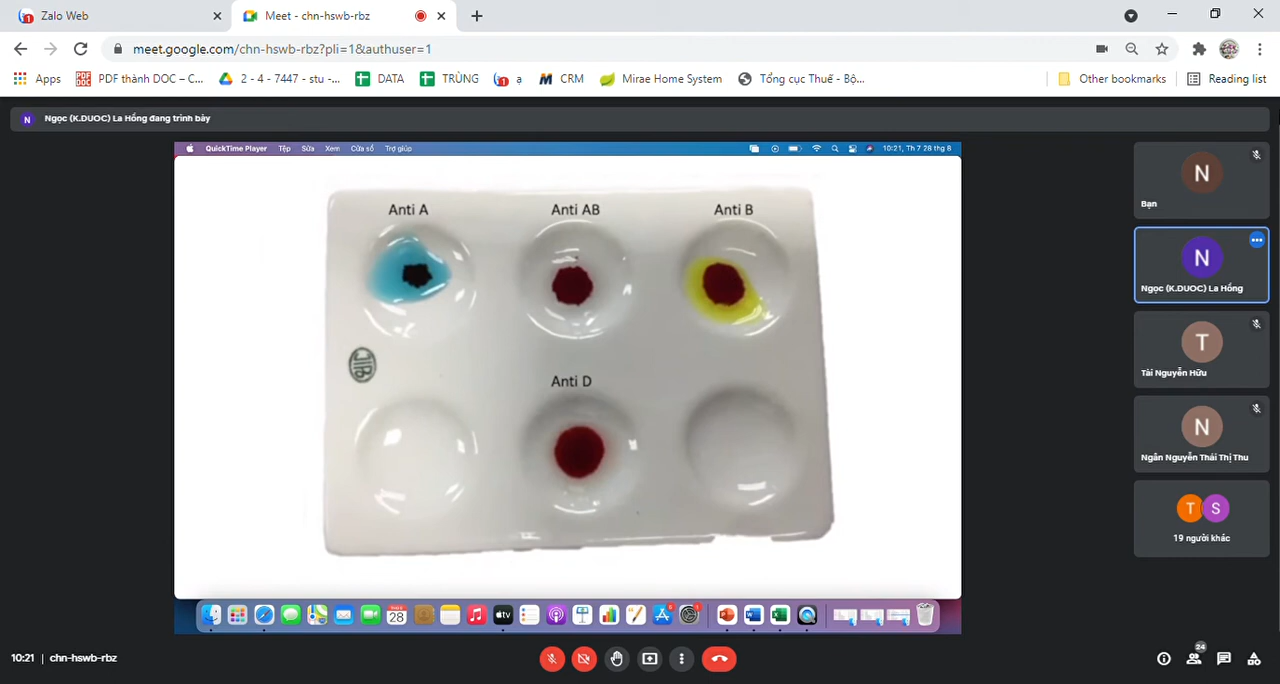 Zalo Web
Meet - chn-hswb-rbz
meet.google.com/chn-hswb-rbz?pli=1&authuser=1
Apps
PDF thành DOC – C...
2 - 4 - 7447 - stu -...
DATA
TRÙNG
ạ
CRM
Mirae Home System
Tổng cục Thuế - Bộ...
Other bookmarks
Reading list
N
Ngọc (K.DUOC) La Hồng đang trình bày
QuickTime Player Tệp Sửa Xem Cửa sổ Trợ giúp
10:21, Th 7 28 thg 8
Anti A
Anti AB
Anti B
Anti D
N
Bạn
N
Ngọc (K.DUOC) La Hồng
T
Tài Nguyễn Hữu
N
Ngân Nguyễn Thái Thị Thu
T
S
19 người khác
28
tv
10:21 | chn-hswb-rbz
24